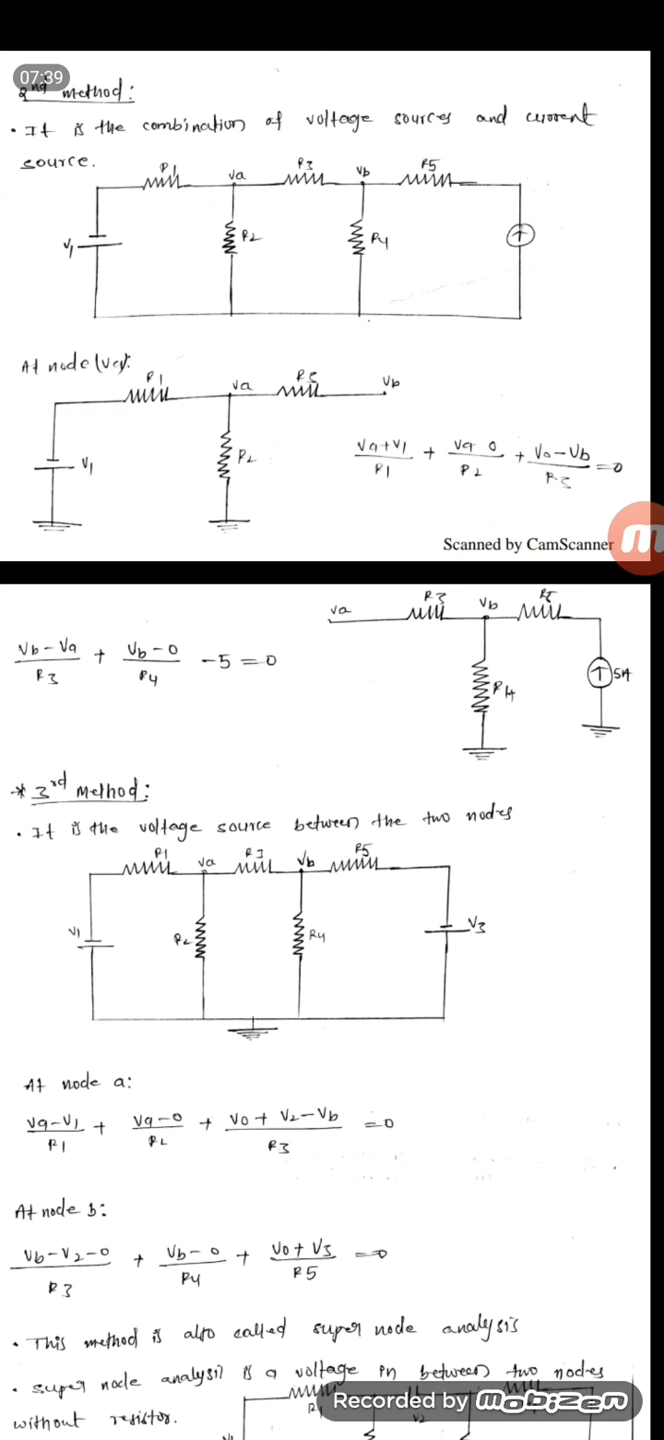 07:39
2nd method:
• It is the combination of voltage sources and current
source.
R1 Va R3 Vb R5
V1 R2 R4
At node (Va):
R1 Va R3 Vb
V1 R2
Va+V1/R1 + Va-0/R2 + Va-Vb/R3 =0
Scanned by CamScanner
Va R3 Vb R5
Vb-Va/R3 + Vb-0/R4 -5=0
R4 5A
* 3rd method:
• It is the voltage source between the two nodes
R1 Va R3 Vb R5
V1 R2 R4 V3
At node a:
Va-V1/R1 + Va-0/R2 + V0+V2-Vb/R3 =0
At node b:
Vb-V2-0/R3 + Vb-0/R4 + V0+V3/R5 =0
• This method is also called super node analysis
• super node analysis is a voltage in between two nodes
without resistor.
R1 V2
V1
Recorded by Mobizen